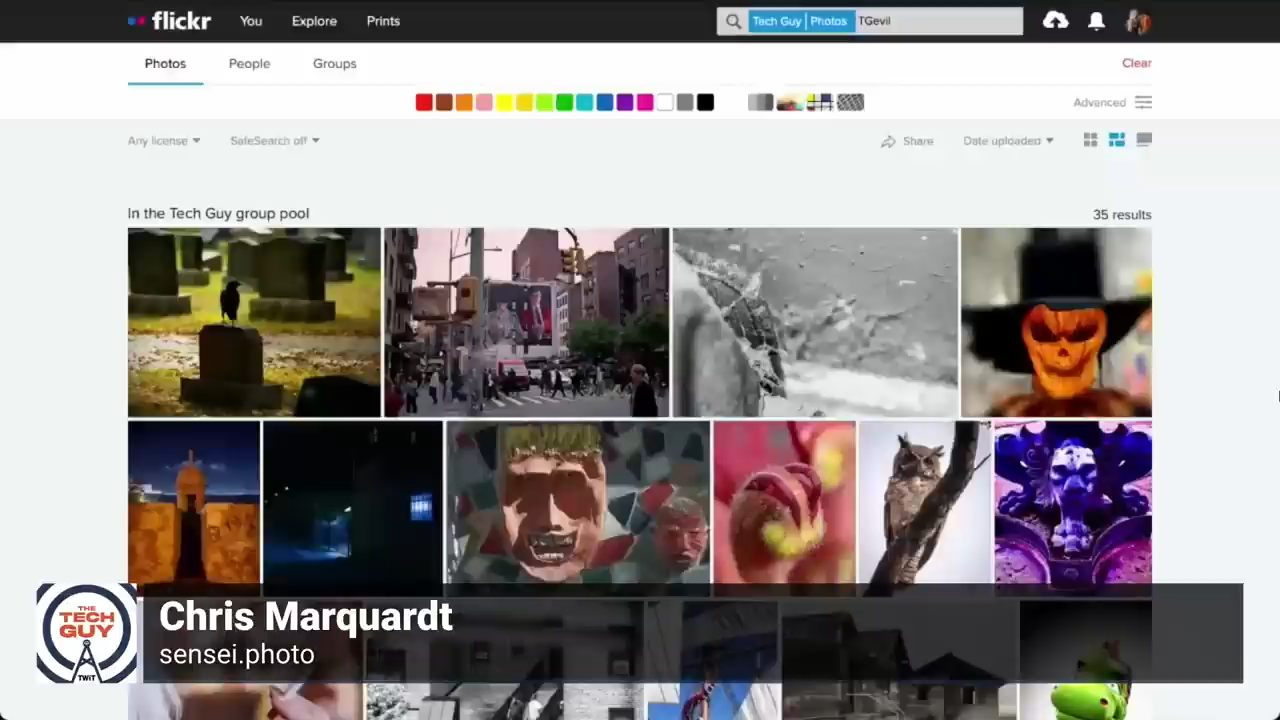 flickr You Explore Prints Tech Guy Photos TGevil
Photos People Groups Clear
Advanced
Any license SafeSearch off Share Date uploaded
In the Tech Guy group pool 35 results
THE
TECH
GUY
TWiT
Chris Marquardt
sensei.photo